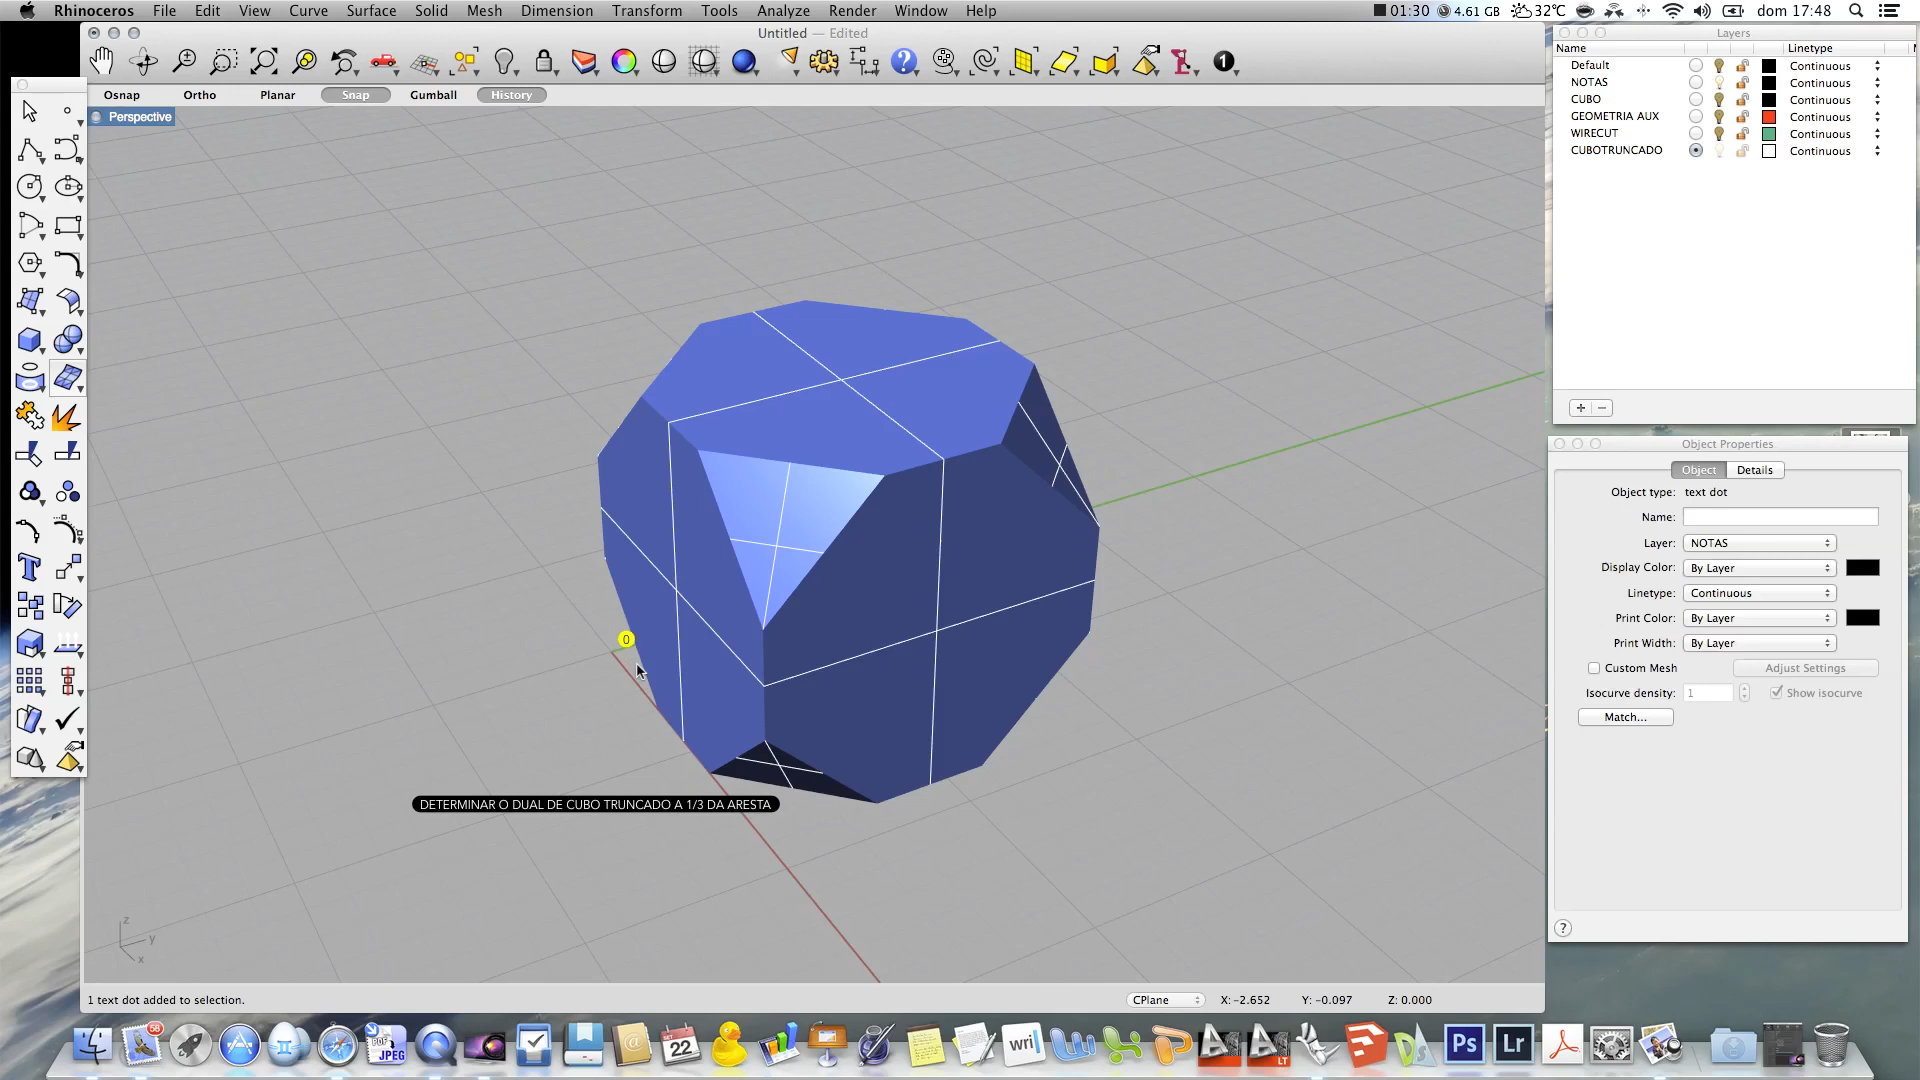 Rhinoceros File Edit View Curve Surface Solid Mesh Dimension Transform Tools Analyze Render Window Help 01:30 4.61 GB 32°C dom 17:48
Untitled — Edited
Osnap Ortho Planar Snap Gumball History
Perspective
0
DETERMINAR O DUAL DE CUBO TRUNCADO A 1/3 DA ARESTA
z
y
x
1 text dot added to selection. CPlane X: -2.652 Y: -0.097 Z: 0.000
Layers
Name Linetype
Default Continuous
NOTAS Continuous
CUBO Continuous
GEOMETRIA AUX Continuous
WIRECUT Continuous
CUBOTRUNCADO Continuous
+ −
Object Properties
Object Details
Object type: text dot
Name:
Layer: NOTAS
Display Color: By Layer
Linetype: Continuous
Print Color: By Layer
Print Width: By Layer
Custom Mesh Adjust Settings
Isocurve density: 1 Show isocurve
Match...
?
58
PDF
JPEG
22
wri
LT
Ps
Lr